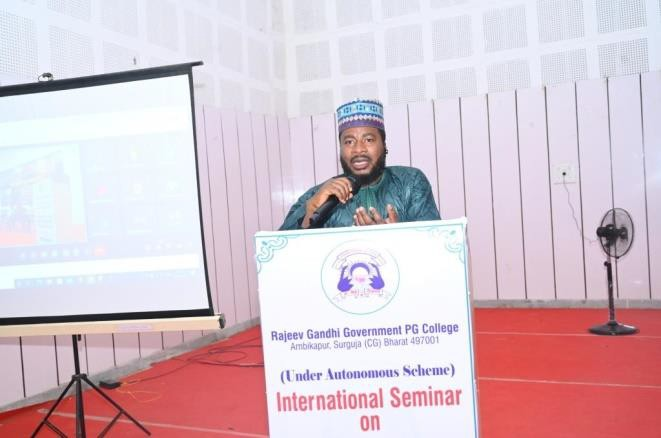 Rajeev Gandhi Government PG College
Ambikapur, Surguja (CG) Bharat 497001
(Under Autonomous Scheme)
International Seminar
on